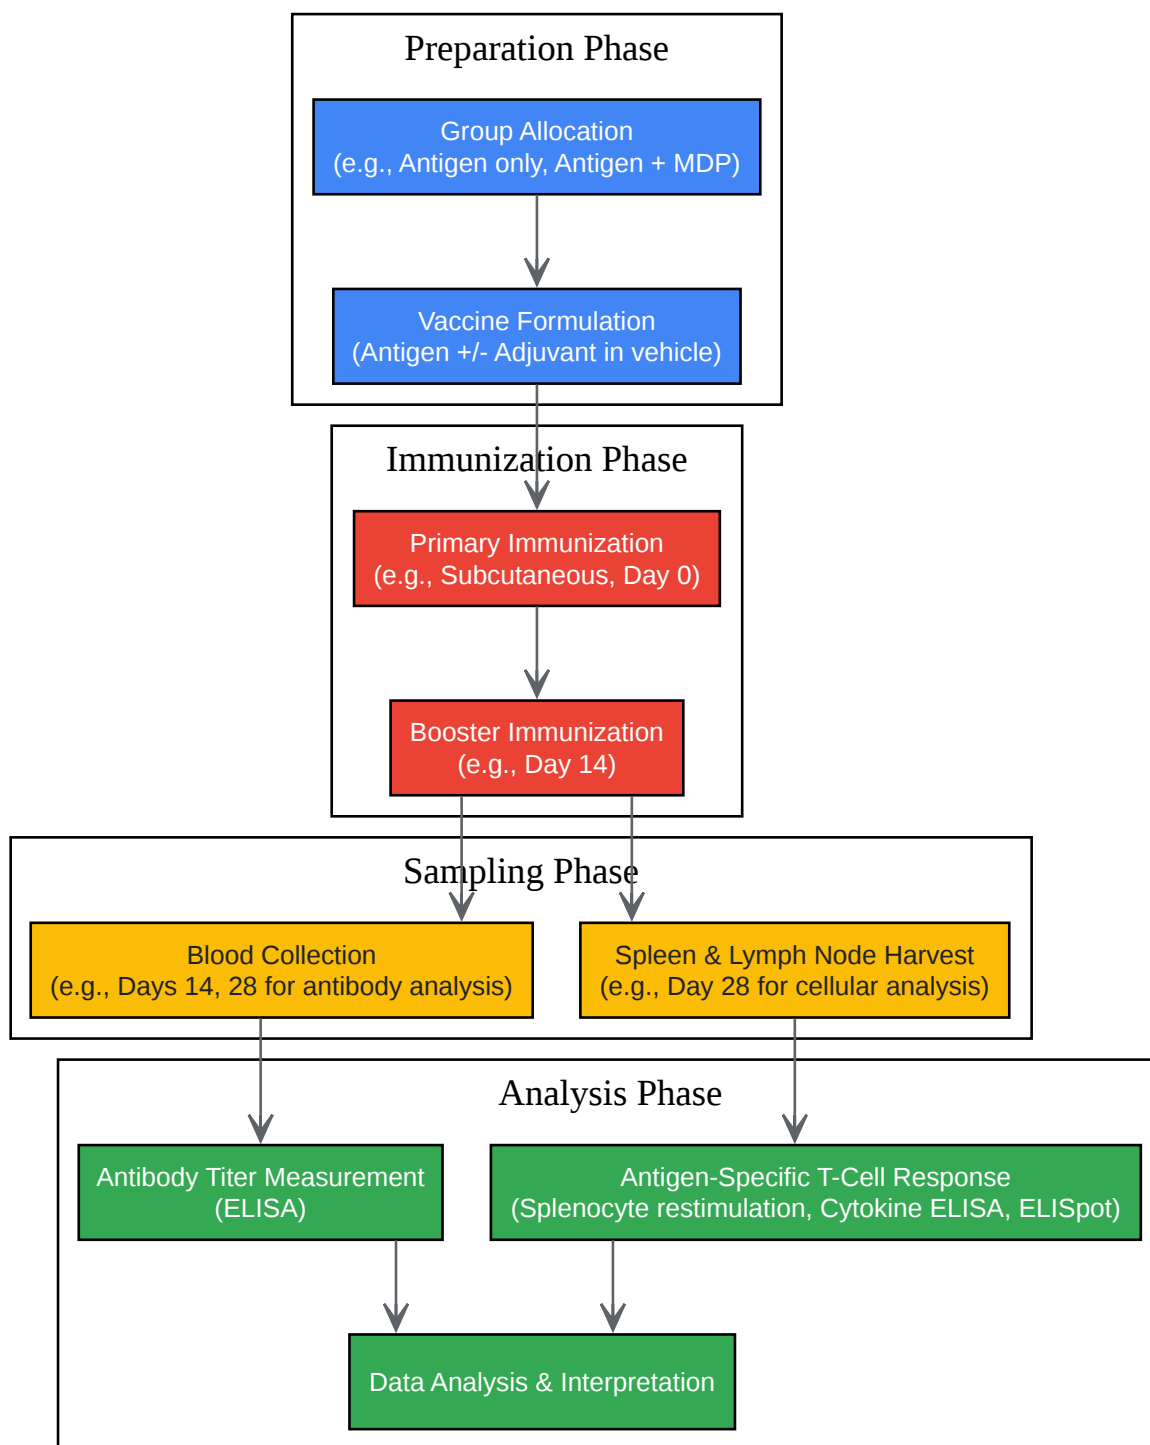 Preparation Phase
Group Allocation
(e.g., Antigen only, Antigen + MDP)
Vaccine Formulation
(Antigen +/- Adjuvant in vehicle)
Immunization Phase
Primary Immunization
(e.g., Subcutaneous, Day 0)
Booster Immunization
(e.g., Day 14)
Sampling Phase
Blood Collection
(e.g., Days 14, 28 for antibody analysis)
Spleen & Lymph Node Harvest
(e.g., Day 28 for cellular analysis)
Analysis Phase
Antibody Titer Measurement
(ELISA)
Antigen-Specific T-Cell Response
(Splenocyte restimulation, Cytokine ELISA, ELISpot)
Data Analysis & Interpretation